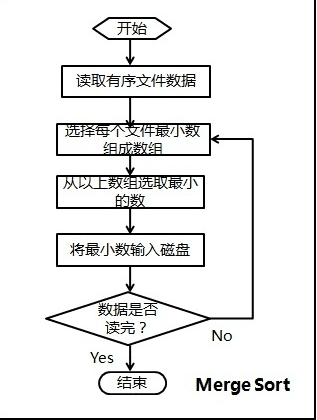 开始
读取有序文件数据
选择每个文件最小数
组成数组
从以上数组选取最小
的数
将最小数输入磁盘
数据是否
读完？
No
Yes
结束
Merge Sort